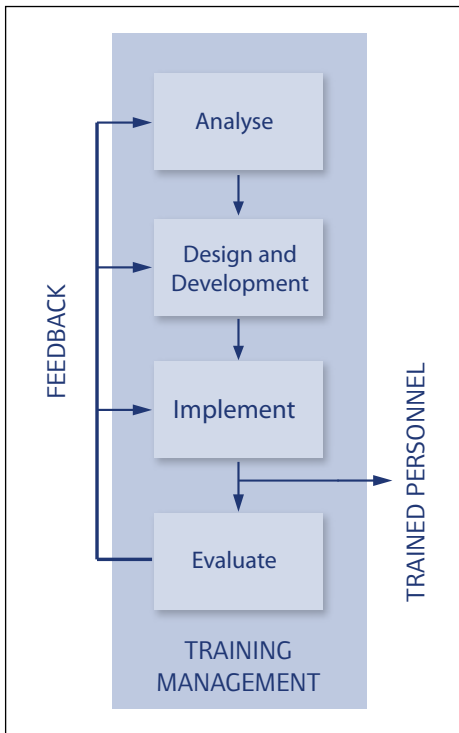 Analyse
Design and
Development
FEEDBACK
Implement
TRAINED PERSONNEL
Evaluate
TRAINING
MANAGEMENT